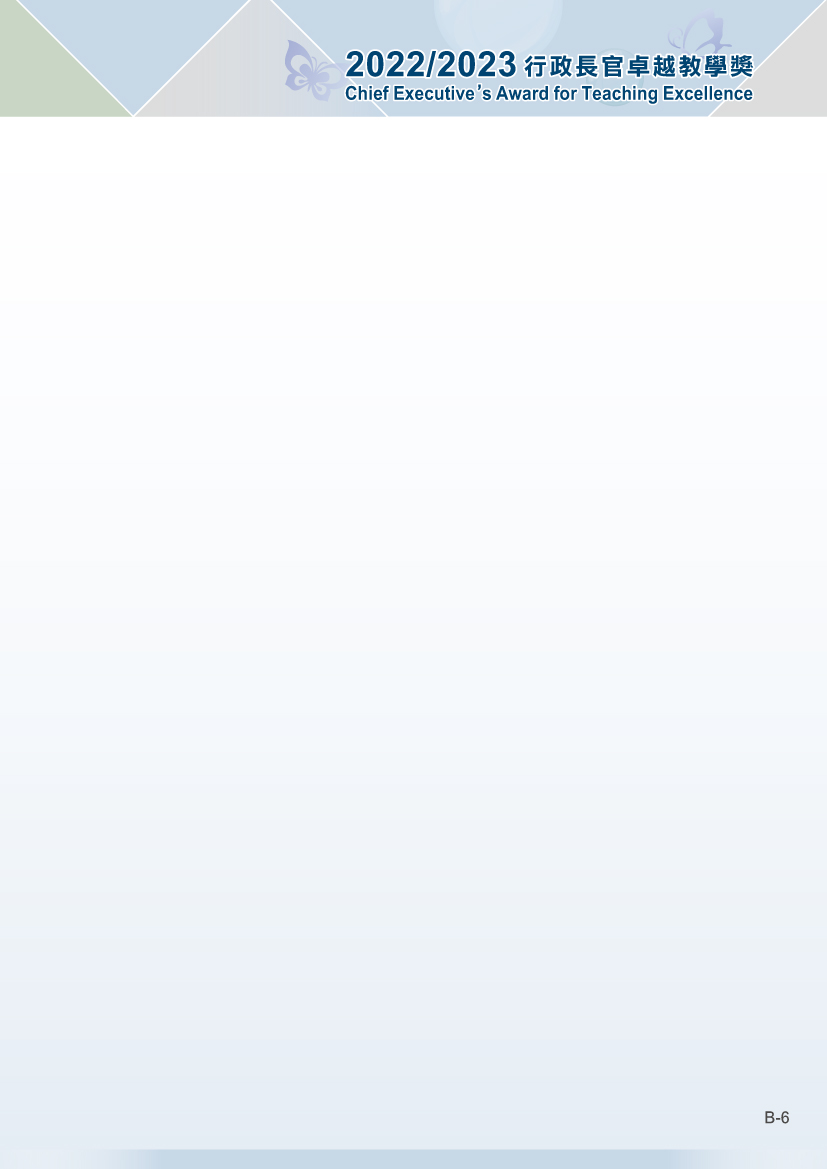 2022/2023 行政長官卓越教學獎
Chief Executive’s Award for Teaching Excellence
B-6